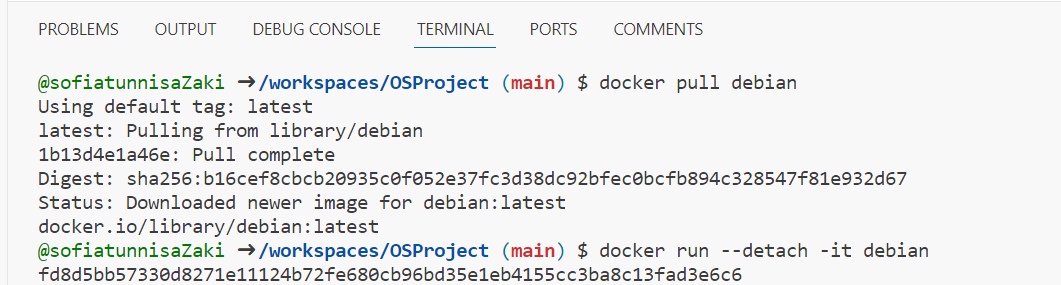 PROBLEMS OUTPUT DEBUG CONSOLE TERMINAL PORTS COMMENTS
@sofiatunnisaZaki →/workspaces/OSProject (main) $ docker pull debian
Using default tag: latest
latest: Pulling from library/debian
1b13d4e1a46e: Pull complete
Digest: sha256:b16cef8cbcb20935c0f052e37fc3d38dc92bfec0bcfb894c328547f81e932d67
Status: Downloaded newer image for debian:latest
docker.io/library/debian:latest
@sofiatunnisaZaki →/workspaces/OSProject (main) $ docker run --detach -it debian
fd8d5bb57330d8271e11124b72fe680cb96bd35e1eb4155cc3ba8c13fad3e6c6